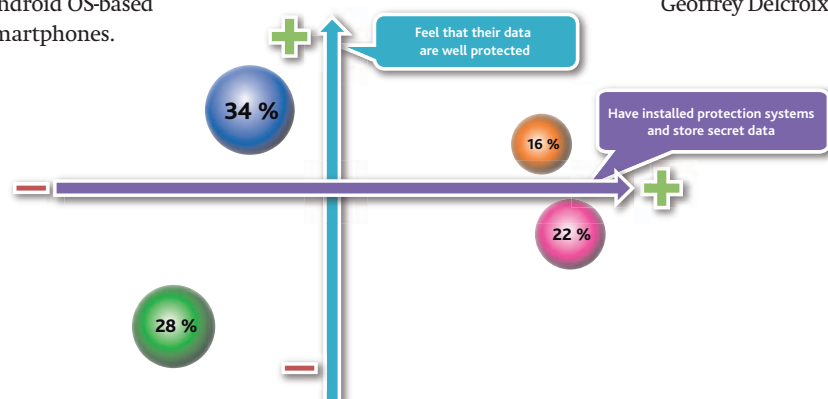 ndroid OS-based
martphones.
Geoffrey Delcroix
Feel that their data
are well protected
34 %
16 %
Have installed protection systems
and store secret data
22 %
28 %